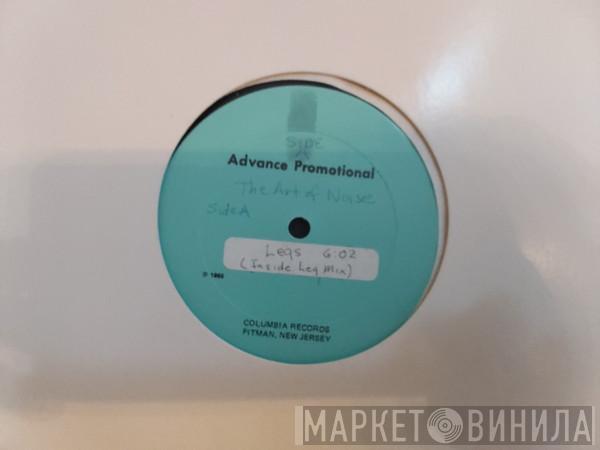 SIDE
A
Advance Promotional
The Art of Noise
Side A
Legs 6:02
(Inside Leg Mix)
COLUMBIA RECORDS
PITMAN, NEW JERSEY
МАРКЕТ ВИНИЛА